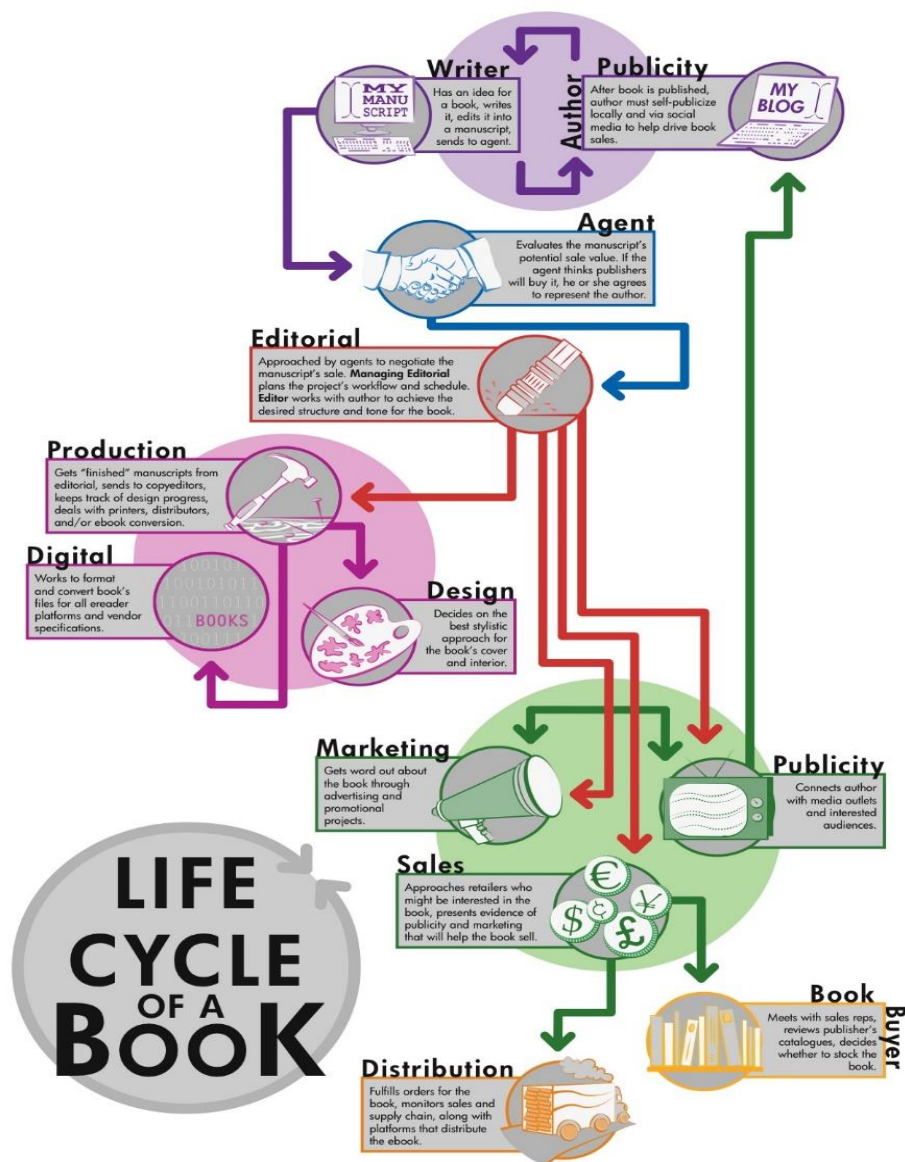 Writer
Has an idea for
a book, writes
it, edits it into
a manuscript,
sends to agent.
MY
MANU
SCRIPT
Author
Publicity
After book is published,
author must self-publicize
locally and via social
media to help drive book
sales.
MY
BLOG
Agent
Evaluates the manuscript's
potential sale value. If the
agent thinks publishers
will buy it, he or she agrees
to represent the author.
Editorial
Approached by agents to negotiate the
manuscript's sale. Managing Editorial
plans the project's workflow and schedule.
Editor works with author to achieve the
desired structure and tone for the book.
Production
Gets "finished" manuscripts from
editorial, sends to copyeditors,
keeps track of design progress,
deals with printers, distributors,
and/or ebook conversion.
Digital
Works to format
and convert book's
files for all ereader
platforms and vendor
specifications.
BOOKS
Design
Decides on the
best stylistic
approach for
the book's cover
and interior.
Marketing
Gets word out about
the book through
advertising and
promotional
projects.
Publicity
Connects author
with media outlets
and interested
audiences.
Sales
Approaches retailers who
might be interested in the
book, presents evidence of
publicity and marketing
that will help the book sell.
€
$ ¢ ¥
£
Book
Buyer
Meets with sales reps,
reviews publisher's
catalogues, decides
whether to stock the
book.
Distribution
Fulfills orders for the
book, monitors sales and
supply chain, along with
platforms that distribute
the ebook.
LIFE
CYCLE
OF A
BOOK